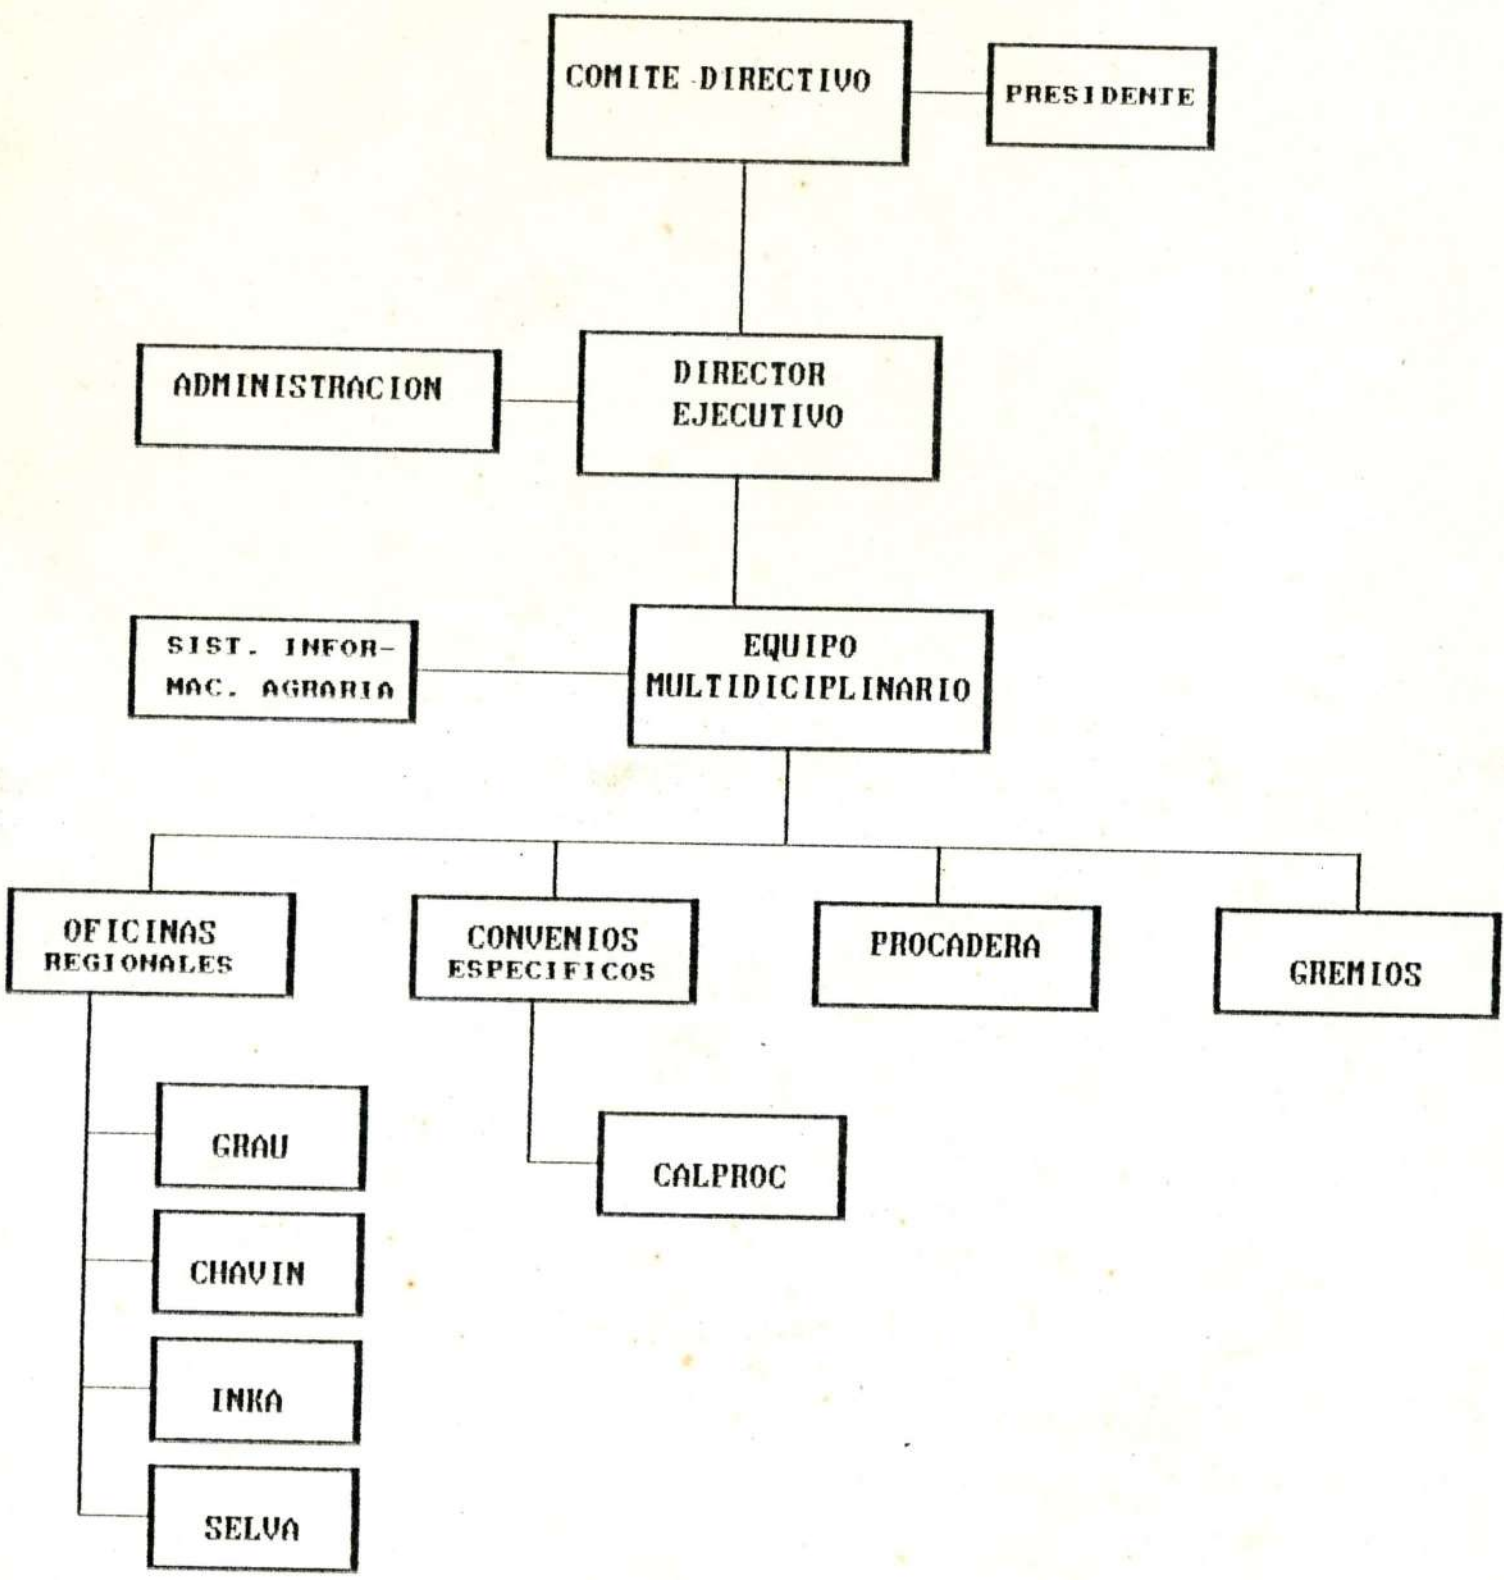 COMITE DIRECTIVO
PRESIDENTE
ADMINISTRACION
DIRECTOR
EJECUTIVO
SIST. INFOR-
MAC. AGRARIA
EQUIPO
MULTIDICIPLINARIO
OFICINAS
REGIONALES
CONVENIOS
ESPECIFICOS
PROCADERA
GREMIOS
GRAU
CHAVIN
INKA
SELVA
CALPROC